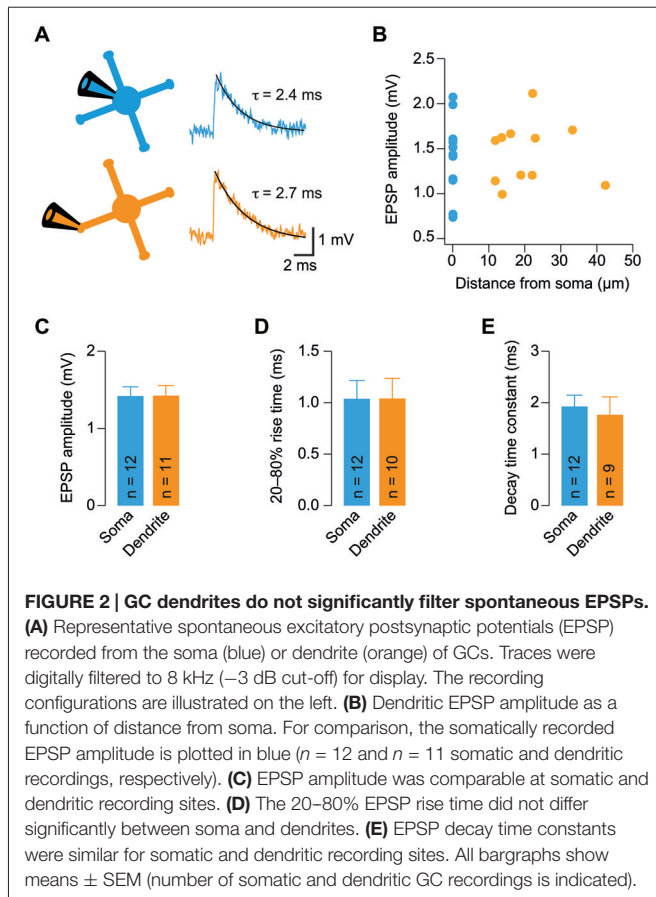 A
τ = 2.4 ms
τ = 2.7 ms
1 mV
2 ms
B
EPSP amplitude (mV)
2.5
2.0
1.5
1.0
0.5
0 10 20 30 40 50
Distance from soma (µm)
C
EPSP amplitude (mV)
2
1
0
n = 12
n = 11
Soma
Dendrite
D
20–80% rise time (ms)
1.5
1.0
0.5
0.0
n = 12
n = 10
Soma
Dendrite
E
Decay time constant (ms)
3
2
1
0
n = 12
n = 9
Soma
Dendrite
FIGURE 2 | GC dendrites do not significantly filter spontaneous EPSPs.
(A) Representative spontaneous excitatory postsynaptic potentials (EPSP)
recorded from the soma (blue) or dendrite (orange) of GCs. Traces were
digitally filtered to 8 kHz (−3 dB cut-off) for display. The recording
configurations are illustrated on the left. (B) Dendritic EPSP amplitude as a
function of distance from soma. For comparison, the somatically recorded
EPSP amplitude is plotted in blue (n = 12 and n = 11 somatic and dendritic
recordings, respectively). (C) EPSP amplitude was comparable at somatic and
dendritic recording sites. (D) The 20–80% EPSP rise time did not differ
significantly between soma and dendrites. (E) EPSP decay time constants
were similar for somatic and dendritic recording sites. All bargraphs show
means ± SEM (number of somatic and dendritic GC recordings is indicated).